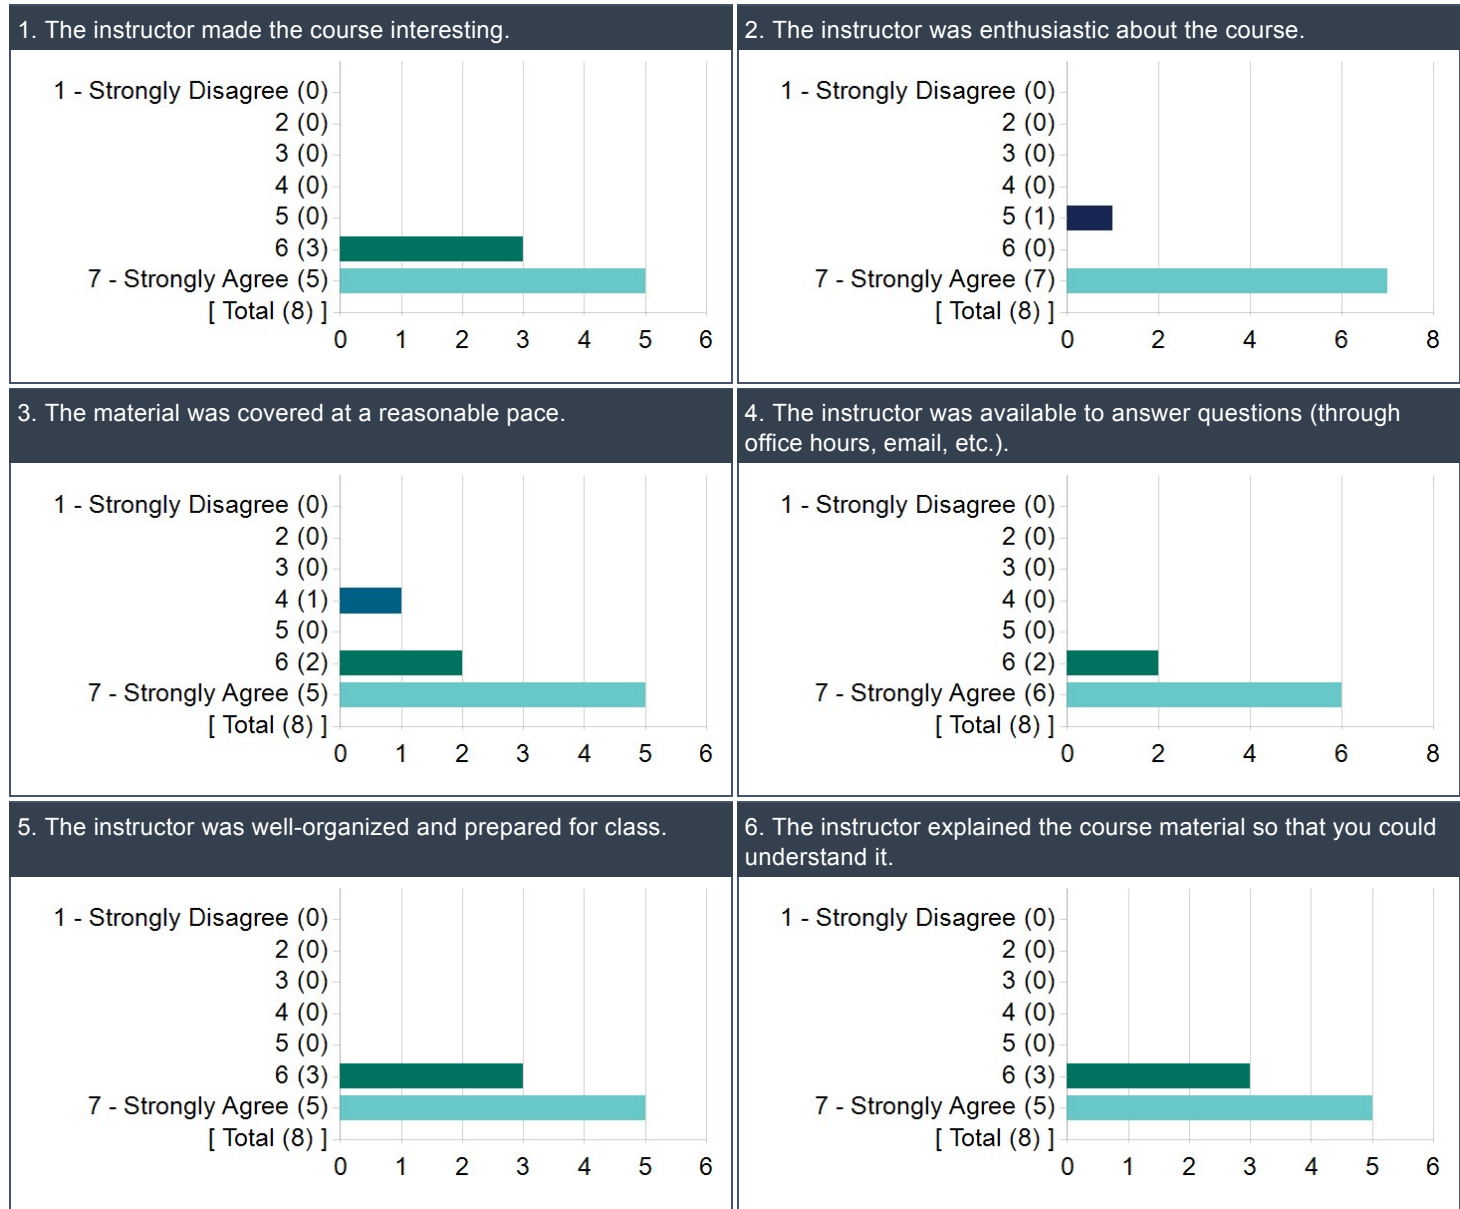 1. The instructor made the course interesting.
1 - Strongly Disagree (0)
2 (0)
3 (0)
4 (0)
5 (0)
6 (3)
7 - Strongly Agree (5)
[ Total (8) ]
0 1 2 3 4 5 6
2. The instructor was enthusiastic about the course.
1 - Strongly Disagree (0)
2 (0)
3 (0)
4 (0)
5 (1)
6 (0)
7 - Strongly Agree (7)
[ Total (8) ]
0 2 4 6 8
3. The material was covered at a reasonable pace.
1 - Strongly Disagree (0)
2 (0)
3 (0)
4 (1)
5 (0)
6 (2)
7 - Strongly Agree (5)
[ Total (8) ]
0 1 2 3 4 5 6
4. The instructor was available to answer questions (through
office hours, email, etc.).
1 - Strongly Disagree (0)
2 (0)
3 (0)
4 (0)
5 (0)
6 (2)
7 - Strongly Agree (6)
[ Total (8) ]
0 2 4 6 8
5. The instructor was well-organized and prepared for class.
1 - Strongly Disagree (0)
2 (0)
3 (0)
4 (0)
5 (0)
6 (3)
7 - Strongly Agree (5)
[ Total (8) ]
0 1 2 3 4 5 6
6. The instructor explained the course material so that you could
understand it.
1 - Strongly Disagree (0)
2 (0)
3 (0)
4 (0)
5 (0)
6 (3)
7 - Strongly Agree (5)
[ Total (8) ]
0 1 2 3 4 5 6